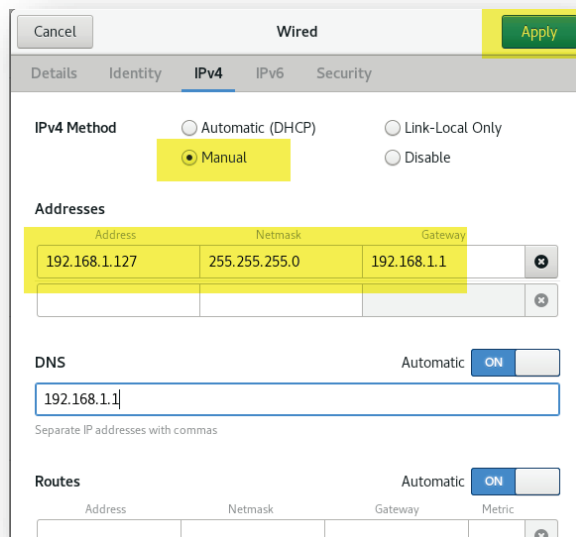 Cancel Wired Apply
Details Identity IPv4 IPv6 Security
IPv4 Method Automatic (DHCP) Link-Local Only
Manual Disable
Addresses
Address Netmask Gateway
192.168.1.127 255.255.255.0 192.168.1.1
DNS Automatic ON
192.168.1.1
Separate IP addresses with commas
Routes Automatic ON
Address Netmask Gateway Metric